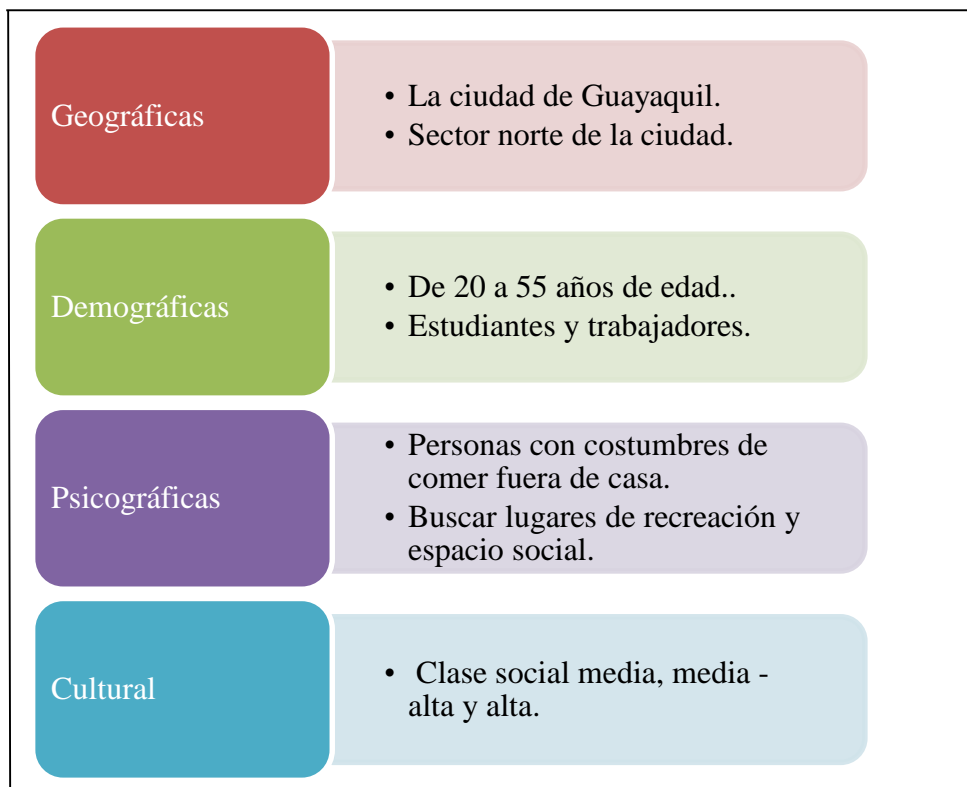 Geográficas
• La ciudad de Guayaquil.
• Sector norte de la ciudad.
Demográficas
• De 20 a 55 años de edad..
• Estudiantes y trabajadores.
Psicográficas
• Personas con costumbres de
comer fuera de casa.
• Buscar lugares de recreación y
espacio social.
Cultural
• Clase social media, media -
alta y alta.